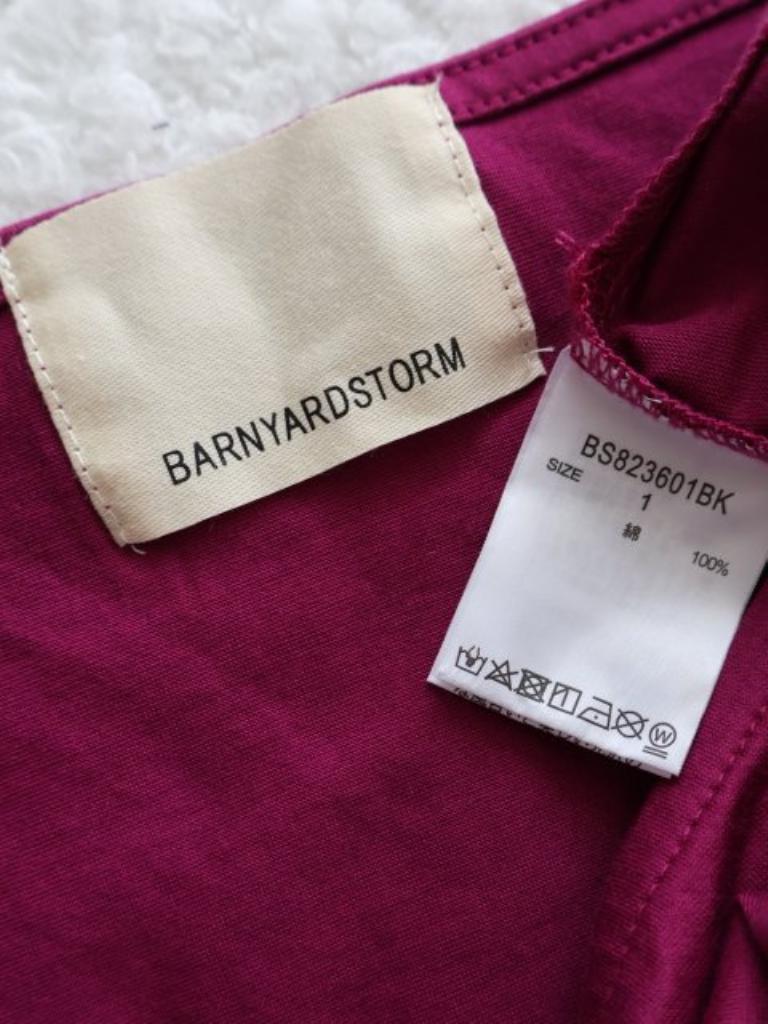 BARNYARDSTORM
BS823601BK
SIZE
1
綿
100%
W